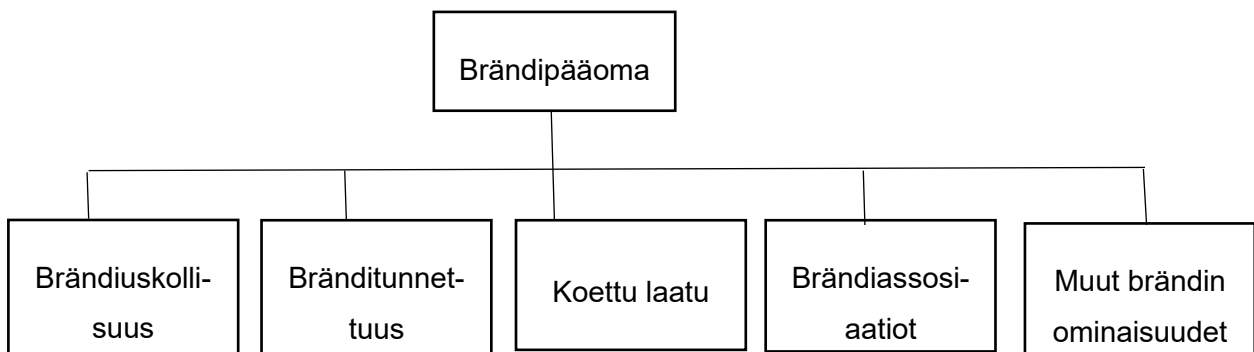 Brändipääoma
Brändiuskolli-
suus
Bränditunnet-
tuus
Koettu laatu
Brändiassosi-
aatiot
Muut brändin
ominaisuudet